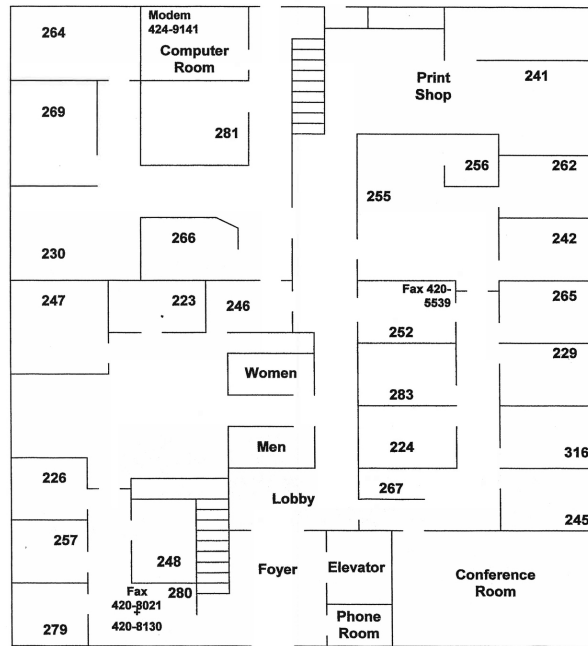 264
Modem
424-9141
Computer
Room
Print
Shop
241
269
281
256
262
255
230
266
242
247
223
246
Fax 420-
5539
265
252
229
Women
283
Men
224
316
226
267
Lobby
245
257
248
Foyer
Elevator
Conference
Room
Fax
280
420-8021
+
420-8130
279
Phone
Room